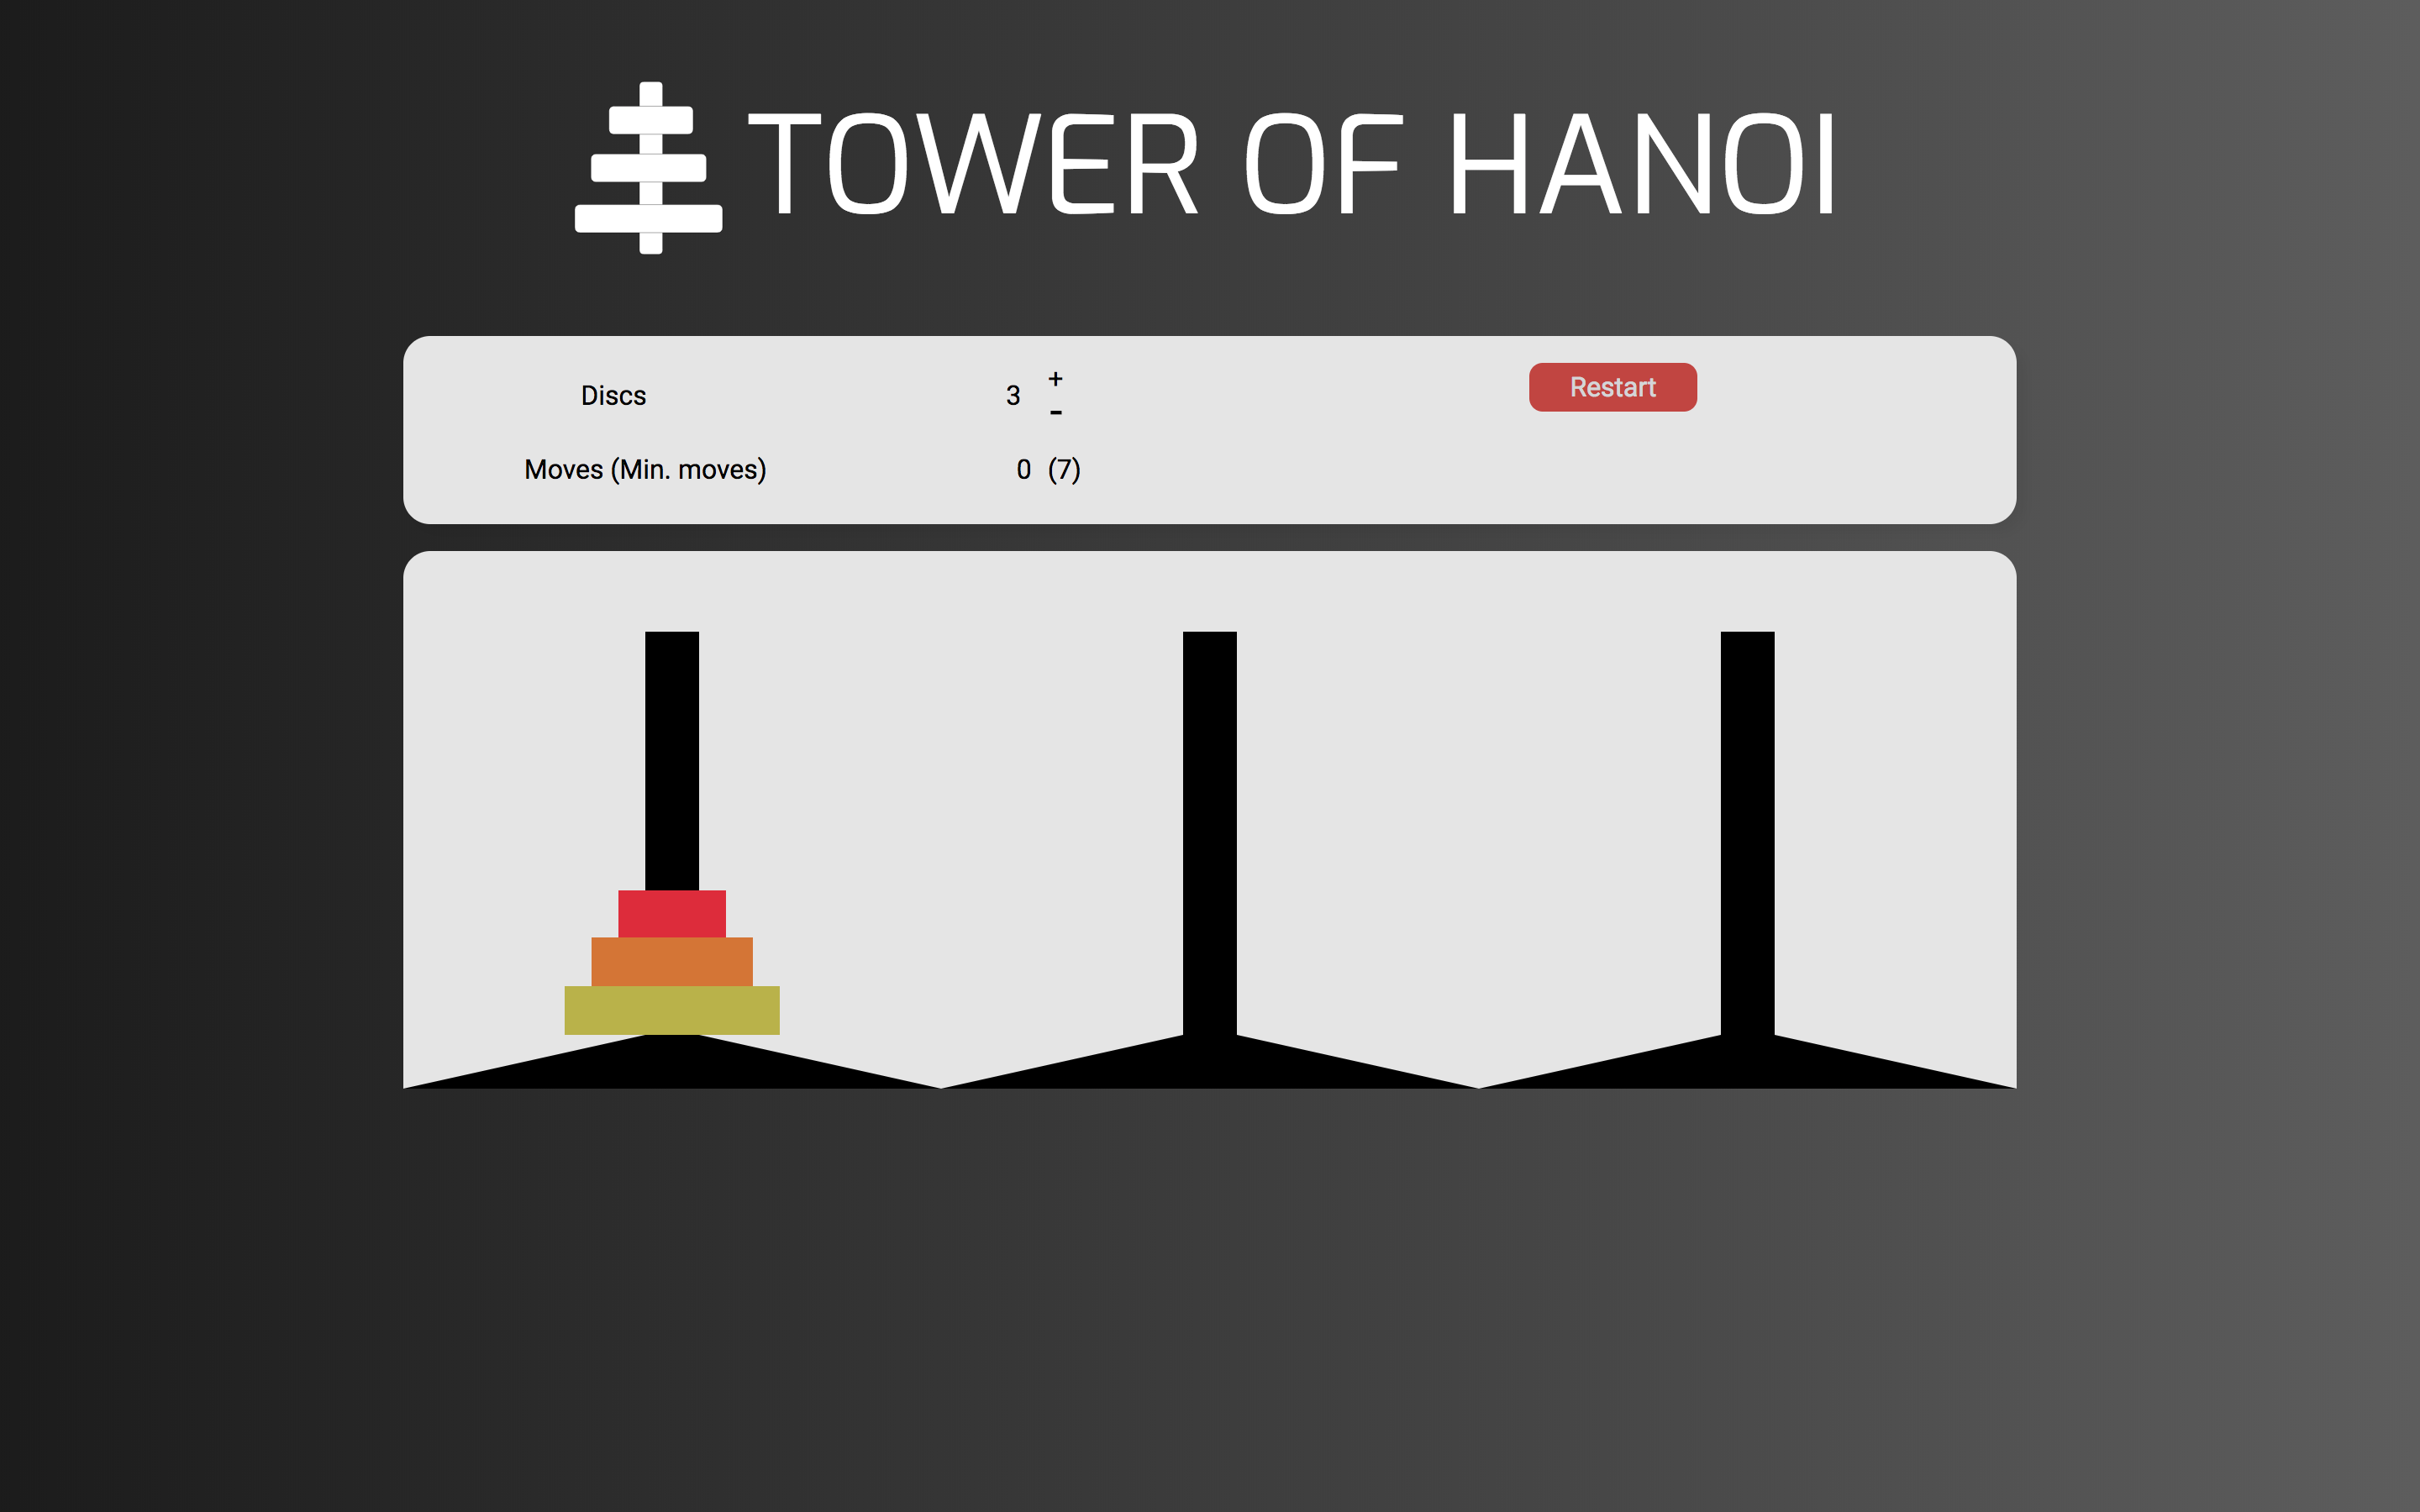 TOWER OF HANOI
Discs 3 + -
Restart
Moves (Min. moves) 0 (7)